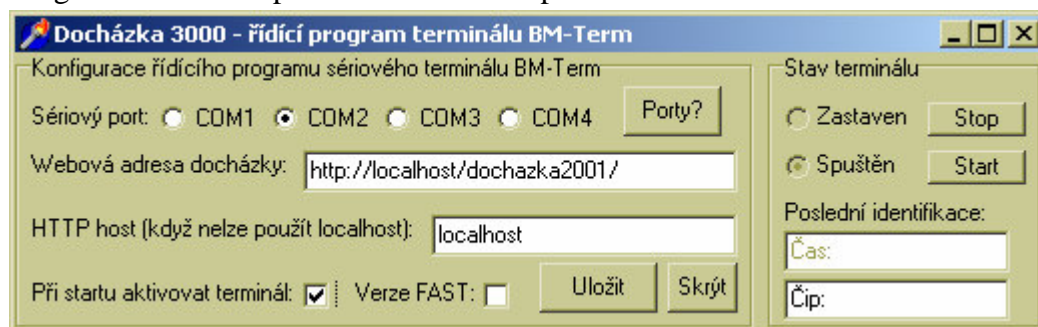 Docházka 3000 - řídící program terminálu BM-Term
Konfigurace řídícího programu sériového terminálu BM-Term
Sériový port: COM1 COM2 COM3 COM4 Porty?
Webová adresa docházky: http://localhost/dochazka2001/
HTTP host (když nelze použít localhost): localhost
Při startu aktivovat terminál: Verze FAST: Uložit Skrýt
Stav terminálu
Zastaven Stop
Spuštěn Start
Poslední identifikace:
Čas:
Čip: